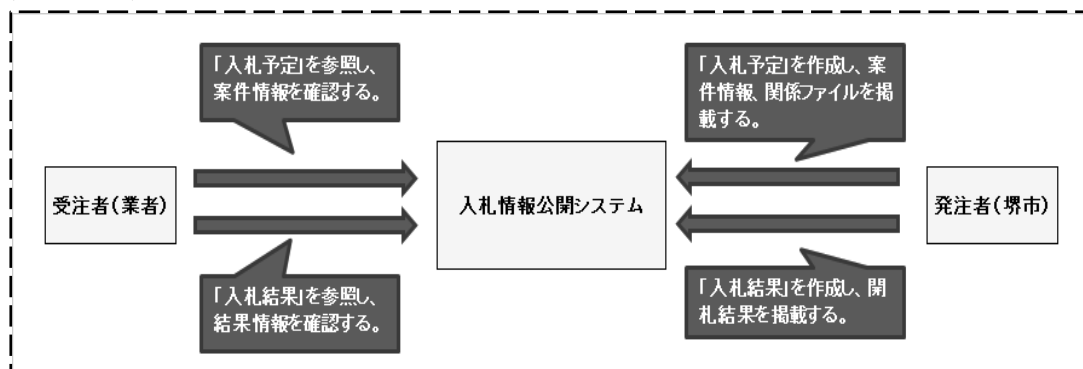 「入札予定」を参照し、
案件情報を確認する。
「入札予定」を作成し、案
件情報、関係ファイルを掲
載する。
受注者（業者）
入札情報公開システム
発注者（堺市）
「入札結果」を参照し、
結果情報を確認する。
「入札結果」を作成し、開
札結果を掲載する。